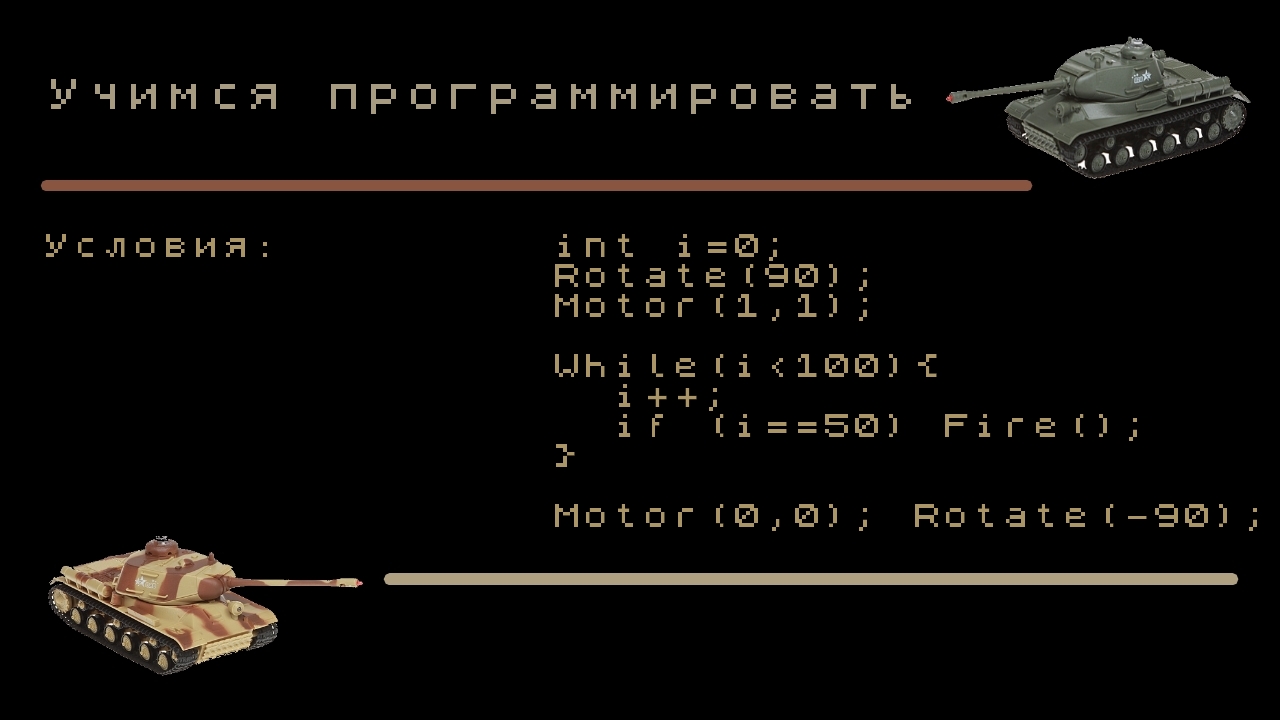 Учимся программировать
Условия:
int i=0;
Rotate(90);
Motor(1,1);
While(i<100){
i++;
if (i==50) Fire();
}
Motor(0,0); Rotate(-90);